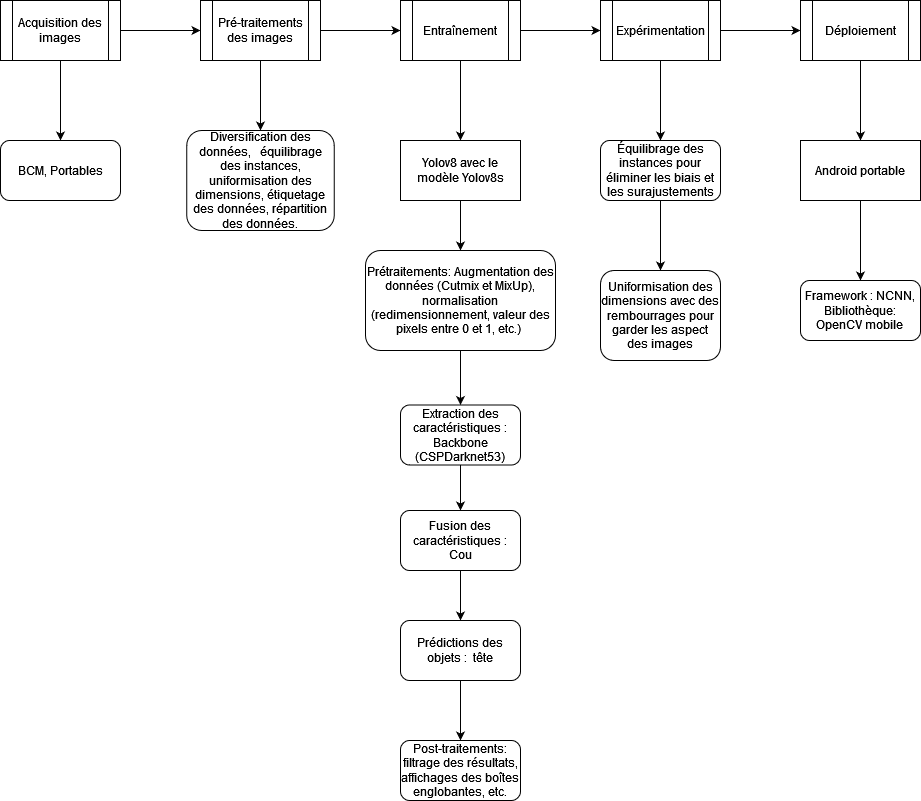 Acquisition des
images
Pré-traitements
des images
Entraînement
Expérimentation
Déploiement
BCM, Portables
Diversification des
données, équilibrage
des instances,
uniformisation des
dimensions, étiquetage
des données, répartition
des données.
Yolov8 avec le
modèle Yolov8s
Prétraitements: Augmentation des
données (Cutmix et MixUp),
normalisation
(redimensionnement, valeur des
pixels entre 0 et 1, etc.)
Extraction des
caractéristiques :
Backbone
(CSPDarknet53)
Fusion des
caractéristiques :
Cou
Prédictions des
objets : tête
Post-traitements:
filtrage des résultats,
affichages des boîtes
englobantes, etc.
Équilibrage des
instances pour
éliminer les biais et
les surajustements
Uniformisation des
dimensions avec des
rembourrages pour
garder les aspect
des images
Android portable
Framework : NCNN,
Bibliothèque:
OpenCV mobile